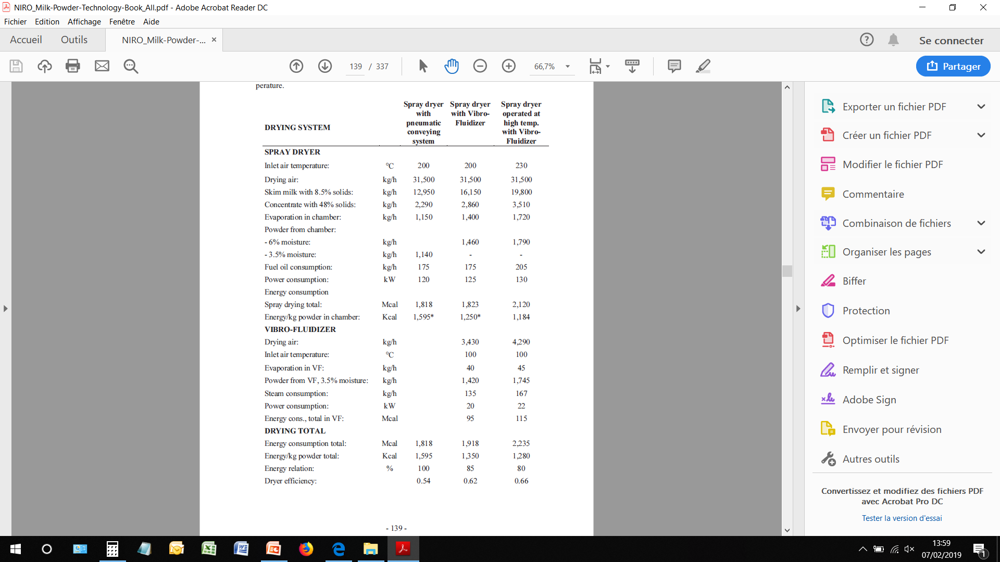 NIRO_Milk-Powder-Technology-Book_All.pdf - Adobe Acrobat Reader DC
Fichier Edition Affichage Fenêtre Aide
Accueil Outils NIRO_Milk-Powder-... × Se connecter
139 / 337 66,7% Partager
perature.
DRYING SYSTEM
Spray dryer with pneumatic conveying system
Spray dryer with Vibro-Fluidizer
Spray dryer operated at high temp. with Vibro-Fluidizer
SPRAY DRYER
Inlet air temperature: °C 200 200 230
Drying air: kg/h 31,500 31,500 31,500
Skim milk with 8.5% solids: kg/h 12,950 16,150 19,800
Concentrate with 48% solids: kg/h 2,290 2,860 3,510
Evaporation in chamber: kg/h 1,150 1,400 1,720
Powder from chamber:
- 6% moisture: kg/h 1,460 1,790
- 3.5% moisture: kg/h 1,140 - -
Fuel oil consumption: kg/h 175 175 205
Power consumption: kW 120 125 130
Energy consumption
Spray drying total: Mcal 1,818 1,823 2,120
Energy/kg powder in chamber: Kcal 1,595* 1,250* 1,184
VIBRO-FLUIDIZER
Drying air: kg/h 3,430 4,290
Inlet air temperature: °C 100 100
Evaporation in VF: kg/h 40 45
Powder from VF, 3.5% moisture: kg/h 1,420 1,745
Steam consumption: kg/h 135 167
Power consumption: kW 20 22
Energy cons., total in VF: Mcal 95 115
DRYING TOTAL
Energy consumption total: Mcal 1,818 1,918 2,235
Energy/kg powder total: Kcal 1,595 1,350 1,280
Energy relation: % 100 85 80
Dryer efficiency: 0.54 0.62 0.66
- 139 -
Exporter un fichier PDF
Créer un fichier PDF
Modifier le fichier PDF
Commentaire
Combinaison de fichiers
Organiser les pages
Biffer
Protection
Optimiser le fichier PDF
Remplir et signer
Adobe Sign
Envoyer pour révision
Autres outils
Convertissez et modifiez des fichiers PDF
avec Acrobat Pro DC
Tester la version d'essai
13:59
07/02/2019
1